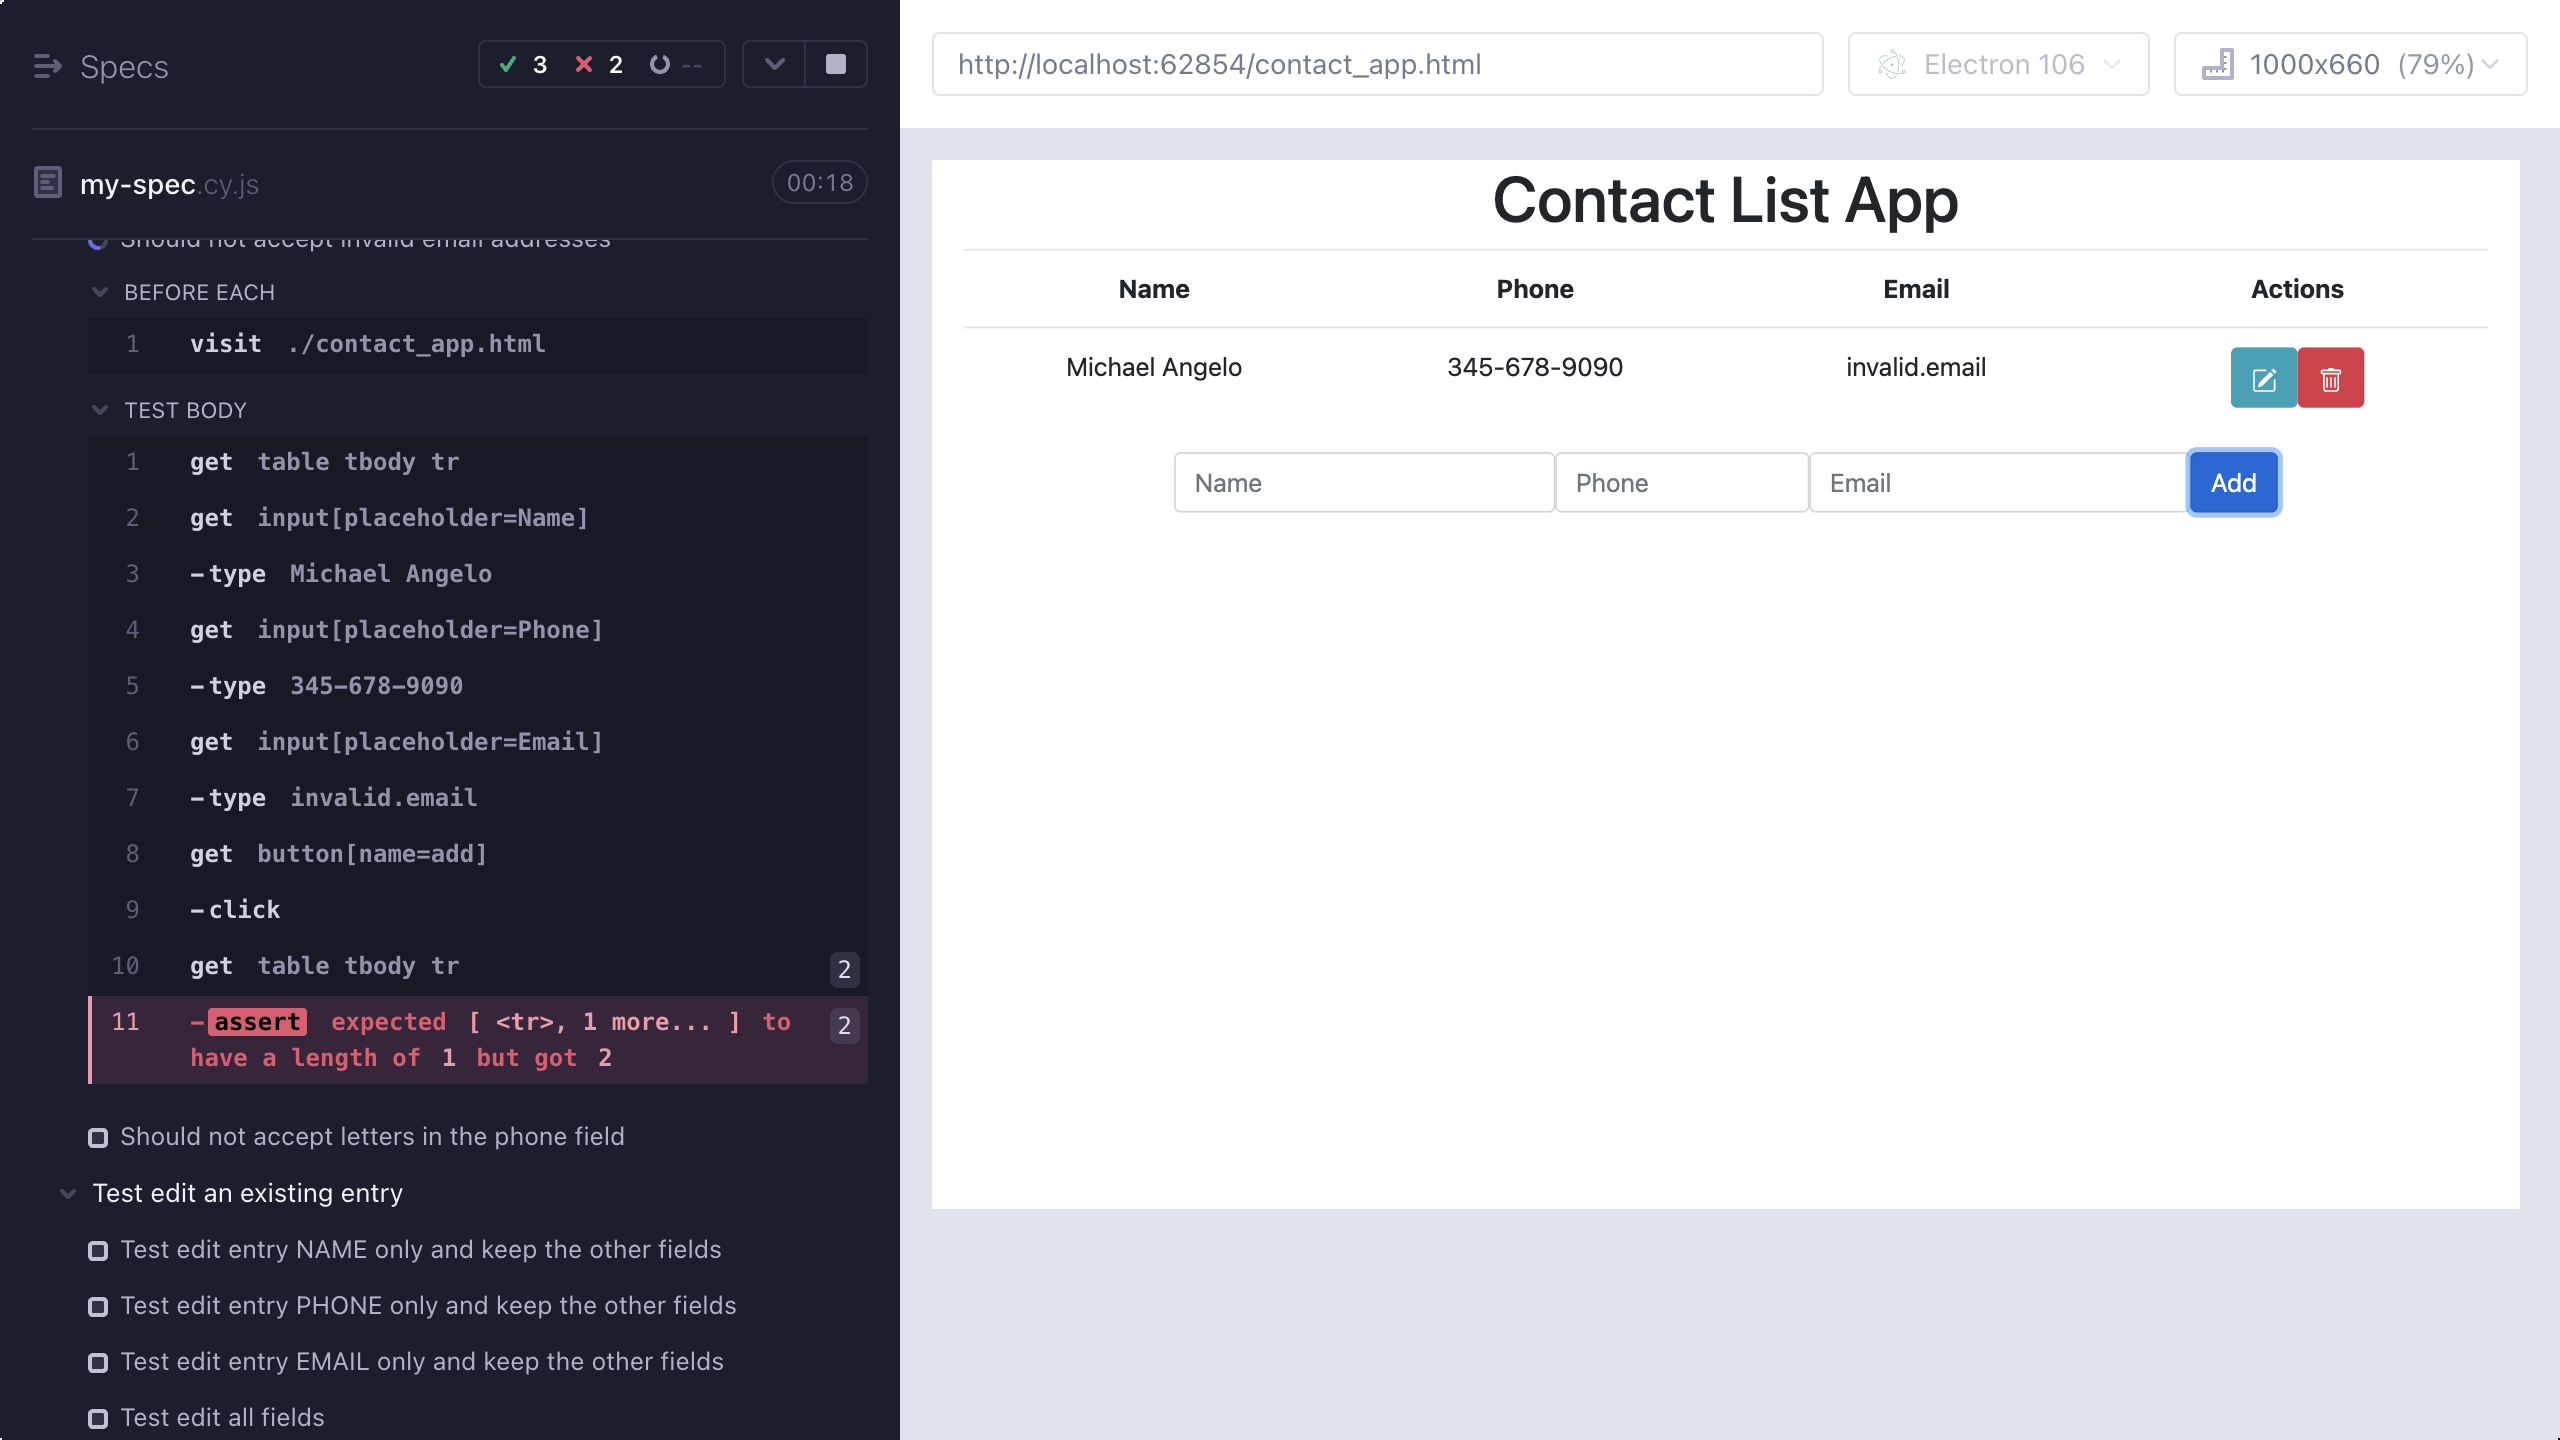 Specs
3 2 --
my-spec.cy.js
00:18
Should not accept invalid email addresses
BEFORE EACH
1 visit ./contact_app.html
TEST BODY
1 get table tbody tr
2 get input[placeholder=Name]
3 -type Michael Angelo
4 get input[placeholder=Phone]
5 -type 345-678-9090
6 get input[placeholder=Email]
7 -type invalid.email
8 get button[name=add]
9 -click
10 get table tbody tr 2
11 -assert expected [ <tr>, 1 more... ] to 2
have a length of 1 but got 2
Should not accept letters in the phone field
Test edit an existing entry
Test edit entry NAME only and keep the other fields
Test edit entry PHONE only and keep the other fields
Test edit entry EMAIL only and keep the other fields
Test edit all fields
http://localhost:62854/contact_app.html
Electron 106
1000x660 (79%)
Contact List App
Name Phone Email Actions
Michael Angelo 345-678-9090 invalid.email
Name Phone Email Add